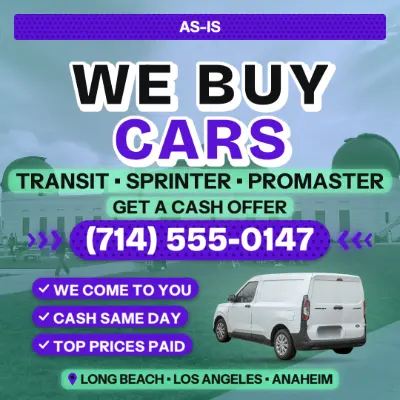 AS-IS
WE BUY
CARS
TRANSIT • SPRINTER • PROMASTER
GET A CASH OFFER
(714) 555-0147
WE COME TO YOU
CASH SAME DAY
TOP PRICES PAID
LONG BEACH • LOS ANGELES • ANAHEIM